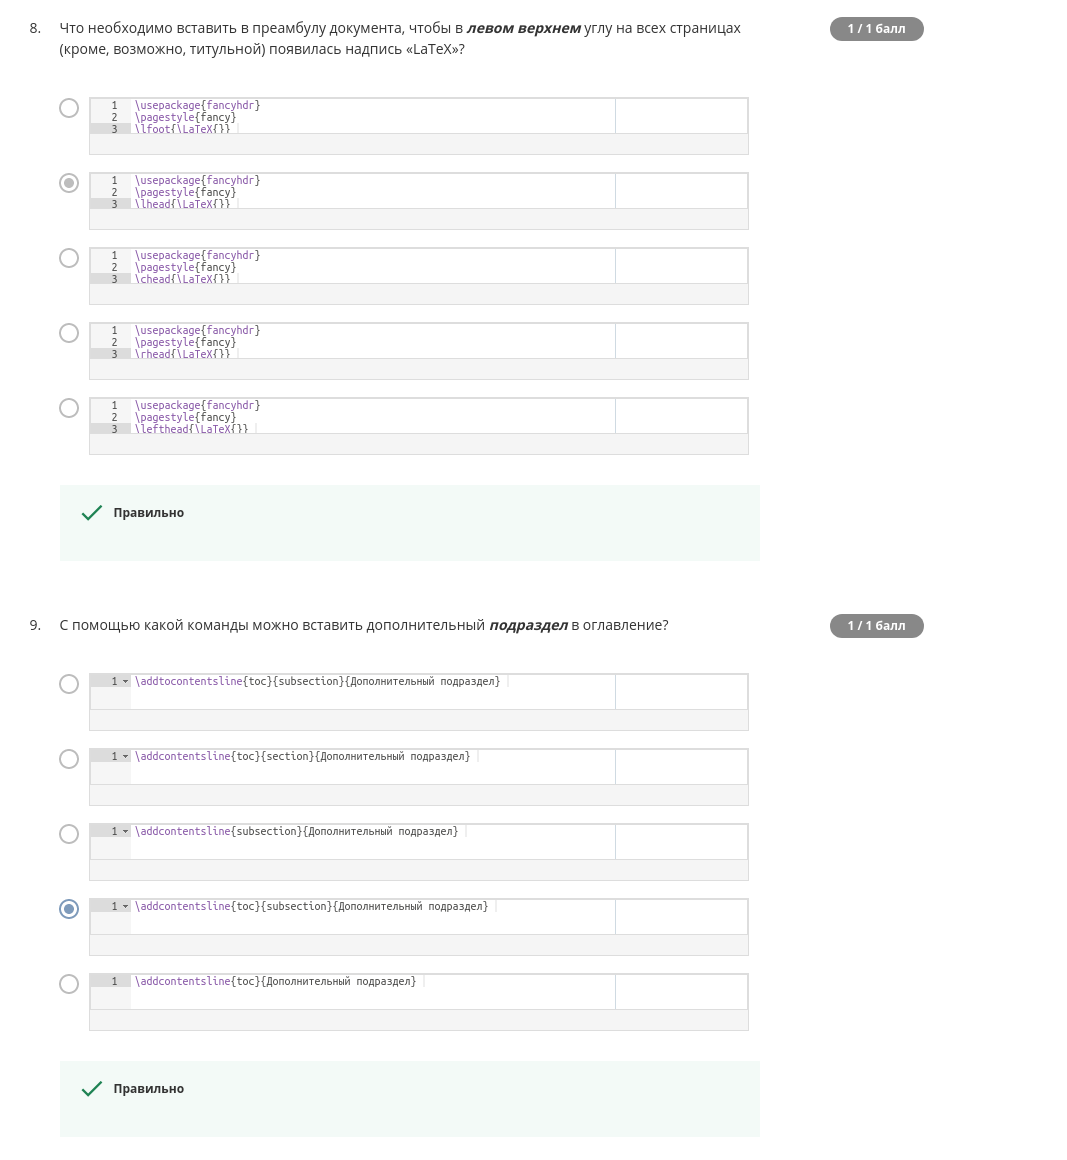 8. Что необходимо вставить в преамбулу документа, чтобы в левом верхнем углу на всех страницах
(кроме, возможно, титульной) появилась надпись «LaTeX»?
1 / 1 балл
1 \usepackage{fancyhdr}
2 \pagestyle{fancy}
3 \lfoot{\LaTeX{}}
1 \usepackage{fancyhdr}
2 \pagestyle{fancy}
3 \lhead{\LaTeX{}}
1 \usepackage{fancyhdr}
2 \pagestyle{fancy}
3 \chead{\LaTeX{}}
1 \usepackage{fancyhdr}
2 \pagestyle{fancy}
3 \rhead{\LaTeX{}}
1 \usepackage{fancyhdr}
2 \pagestyle{fancy}
3 \lefthead{\LaTeX{}}
Правильно
9. С помощью какой команды можно вставить дополнительный подраздел в оглавление?
1 / 1 балл
1 \addtocontentsline{toc}{subsection}{Дополнительный подраздел}
1 \addcontentsline{toc}{section}{Дополнительный подраздел}
1 \addcontentsline{subsection}{Дополнительный подраздел}
1 \addcontentsline{toc}{subsection}{Дополнительный подраздел}
1 \addcontentsline{toc}{Дополнительный подраздел}
Правильно